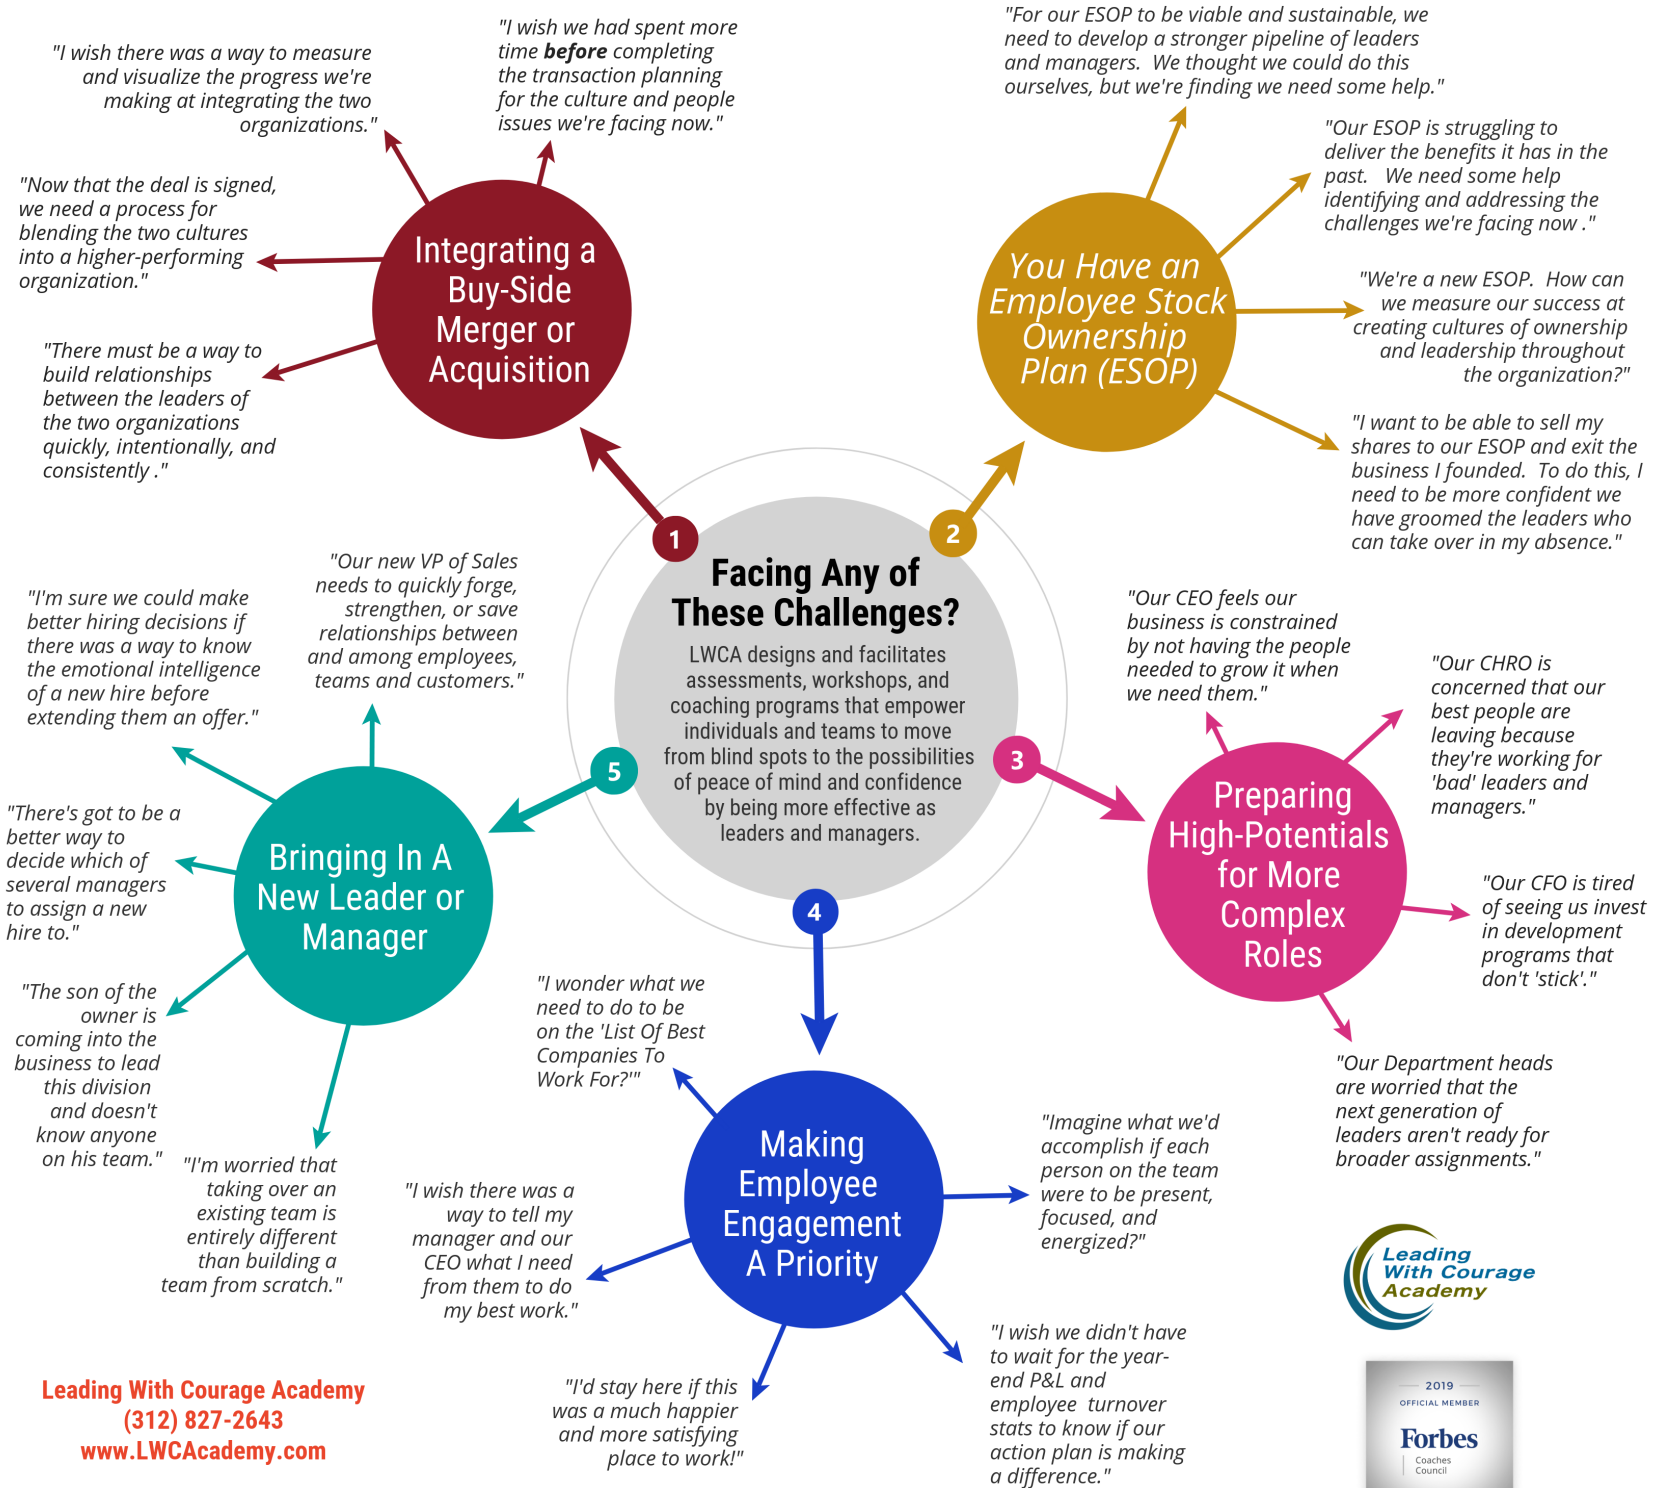 "I wish there was a way to measure
and visualize the progress we're
making at integrating the two
organizations."
"I wish we had spent more
time before completing
the transaction planning
for the culture and people
issues we're facing now."
"Now that the deal is signed,
we need a process for
blending the two cultures
into a higher-performing
organization."
"There must be a way to
build relationships
between the leaders of
the two organizations
quickly, intentionally, and
consistently ."
Integrating a
Buy-Side
Merger or
Acquisition
"For our ESOP to be viable and sustainable, we
need to develop a stronger pipeline of leaders
and managers.  We thought we could do this
ourselves, but we're finding we need some help."
"Our ESOP is struggling to
deliver the benefits it has in the
past.   We need some help
identifying and addressing the
challenges we're facing now ."
"We're a new ESOP.  How can
we measure our success at
creating cultures of ownership
and leadership throughout
the organization?"
"I want to be able to sell my
shares to our ESOP and exit the
business I founded.  To do this, I
need to be more confident we
have groomed the leaders who
can take over in my absence."
You Have an
Employee Stock
Ownership
Plan (ESOP)
1
2
3
4
5
Facing Any of
These Challenges?
LWCA designs and facilitates
assessments, workshops, and
coaching programs that empower
individuals and teams to move
from blind spots to the possibilities
of peace of mind and confidence
by being more effective as
leaders and managers.
"Our CEO feels our
business is constrained
by not having the people
needed to grow it when
we need them."
"Our CHRO is
concerned that our
best people are
leaving because
they're working for
'bad' leaders and
managers."
"Our CFO is tired
of seeing us invest
in development
programs that
don't 'stick'."
"Our Department heads
are worried that the
next generation of
leaders aren't ready for
broader assignments."
Preparing
High-Potentials
for More
Complex
Roles
"Our new VP of Sales
needs to quickly forge,
strengthen, or save
relationships between
and among employees,
teams and customers."
"I'm sure we could make
better hiring decisions if
there was a way to know
the emotional intelligence
of a new hire before
extending them an offer."
"There's got to be a
better way to
decide which of
several managers
to assign a new
hire to."
"The son of the
owner is
coming into the
business to lead
this division
and doesn't
know anyone
on his team."
"I'm worried that
taking over an
existing team is
entirely different
than building a
team from scratch."
Bringing In A
New Leader or
Manager
"I wonder what we
need to do to be
on the 'List Of Best
Companies To
Work For?'"
"I wish there was a
way to tell my
manager and our
CEO what I need
from them to do
my best work."
"I'd stay here if this
was a much happier
and more satisfying
place to work!"
"Imagine what we'd
accomplish if each
person on the team
were to be present,
focused, and
energized?"
"I wish we didn't have
to wait for the year-
end P&L and
employee  turnover
stats to know if our
action plan is making
a difference."
Making
Employee
Engagement
A Priority
Leading With Courage Academy
(312) 827-2643
www.LWCAcademy.com
Leading
With Courage
Academy
2019
OFFICIAL MEMBER
Forbes
Coaches
Council